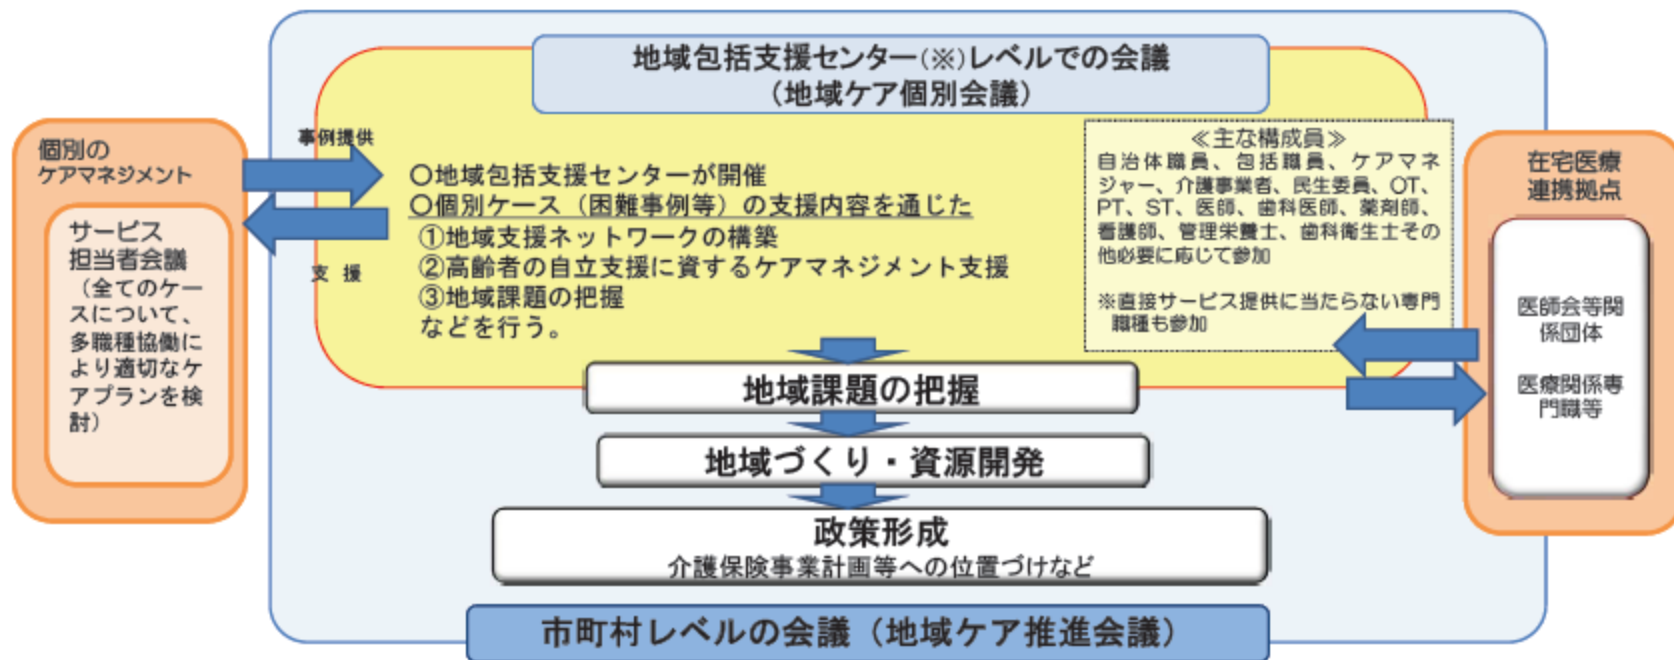 地域包括支援センター(※)レベルでの会議
（地域ケア個別会議）
個別の
ケアマネジメント
サービス
担当者会議
（全てのケー
スについて、
多職種協働に
より適切なケ
アプランを検
討）
事例提供
支 援
〇地域包括支援センターが開催
〇個別ケース（困難事例等）の支援内容を通じた
①地域支援ネットワークの構築
②高齢者の自立支援に資するケアマネジメント支援
③地域課題の把握
などを行う。
≪主な構成員≫
自治体職員、包括職員、ケアマネ
ジャー、介護事業者、民生委員、OT、
PT、ST、医師、歯科医師、薬剤師、
看護師、管理栄養士、歯科衛生士その
他必要に応じて参加
※直接サービス提供に当たらない専門
職種も参加
在宅医療
連携拠点
医師会等関
係団体
医療関係専
門職等
地域課題の把握
地域づくり・資源開発
政策形成
介護保険事業計画等への位置づけなど
市町村レベルの会議（地域ケア推進会議）